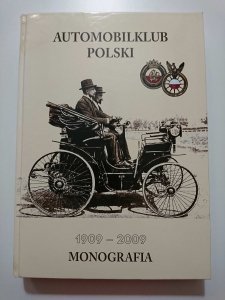 AUTOMOBILKLUB
POLSKI
1909 – 2009
MONOGRAFIA